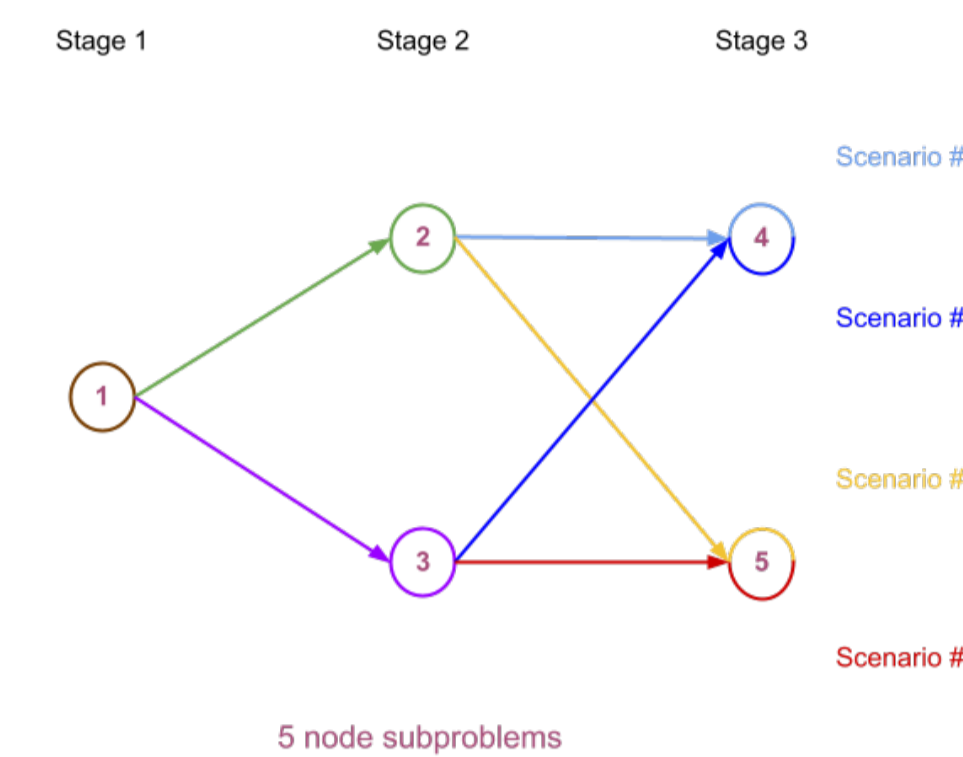 Stage 1 Stage 2 Stage 3
Scenario #
2 4
Scenario #
1
Scenario #
3 5
Scenario #
5 node subproblems